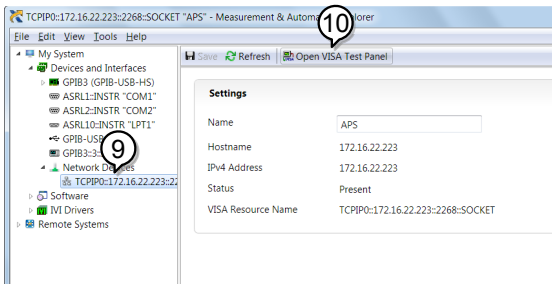 TCPIP0::172.16.22.223::2268::SOCKET "APS" - Measurement & Automa orer
10
File Edit View Tools Help
My System
Devices and Interfaces
GPIB3 (GPIB-USB-HS)
ASRL1::INSTR "COM1"
ASRL2::INSTR "COM2"
ASRL10::INSTR "LPT1"
GPIB-USB
GPIB3::3::
9
Network De ces
TCPIP0::172.16.22.223::22
Software
IVI Drivers
Remote Systems
Save Refresh Open VISA Test Panel
Settings
Name APS
Hostname 172.16.22.223
IPv4 Address 172.16.22.223
Status Present
VISA Resource Name TCPIP0::172.16.22.223::2268::SOCKET